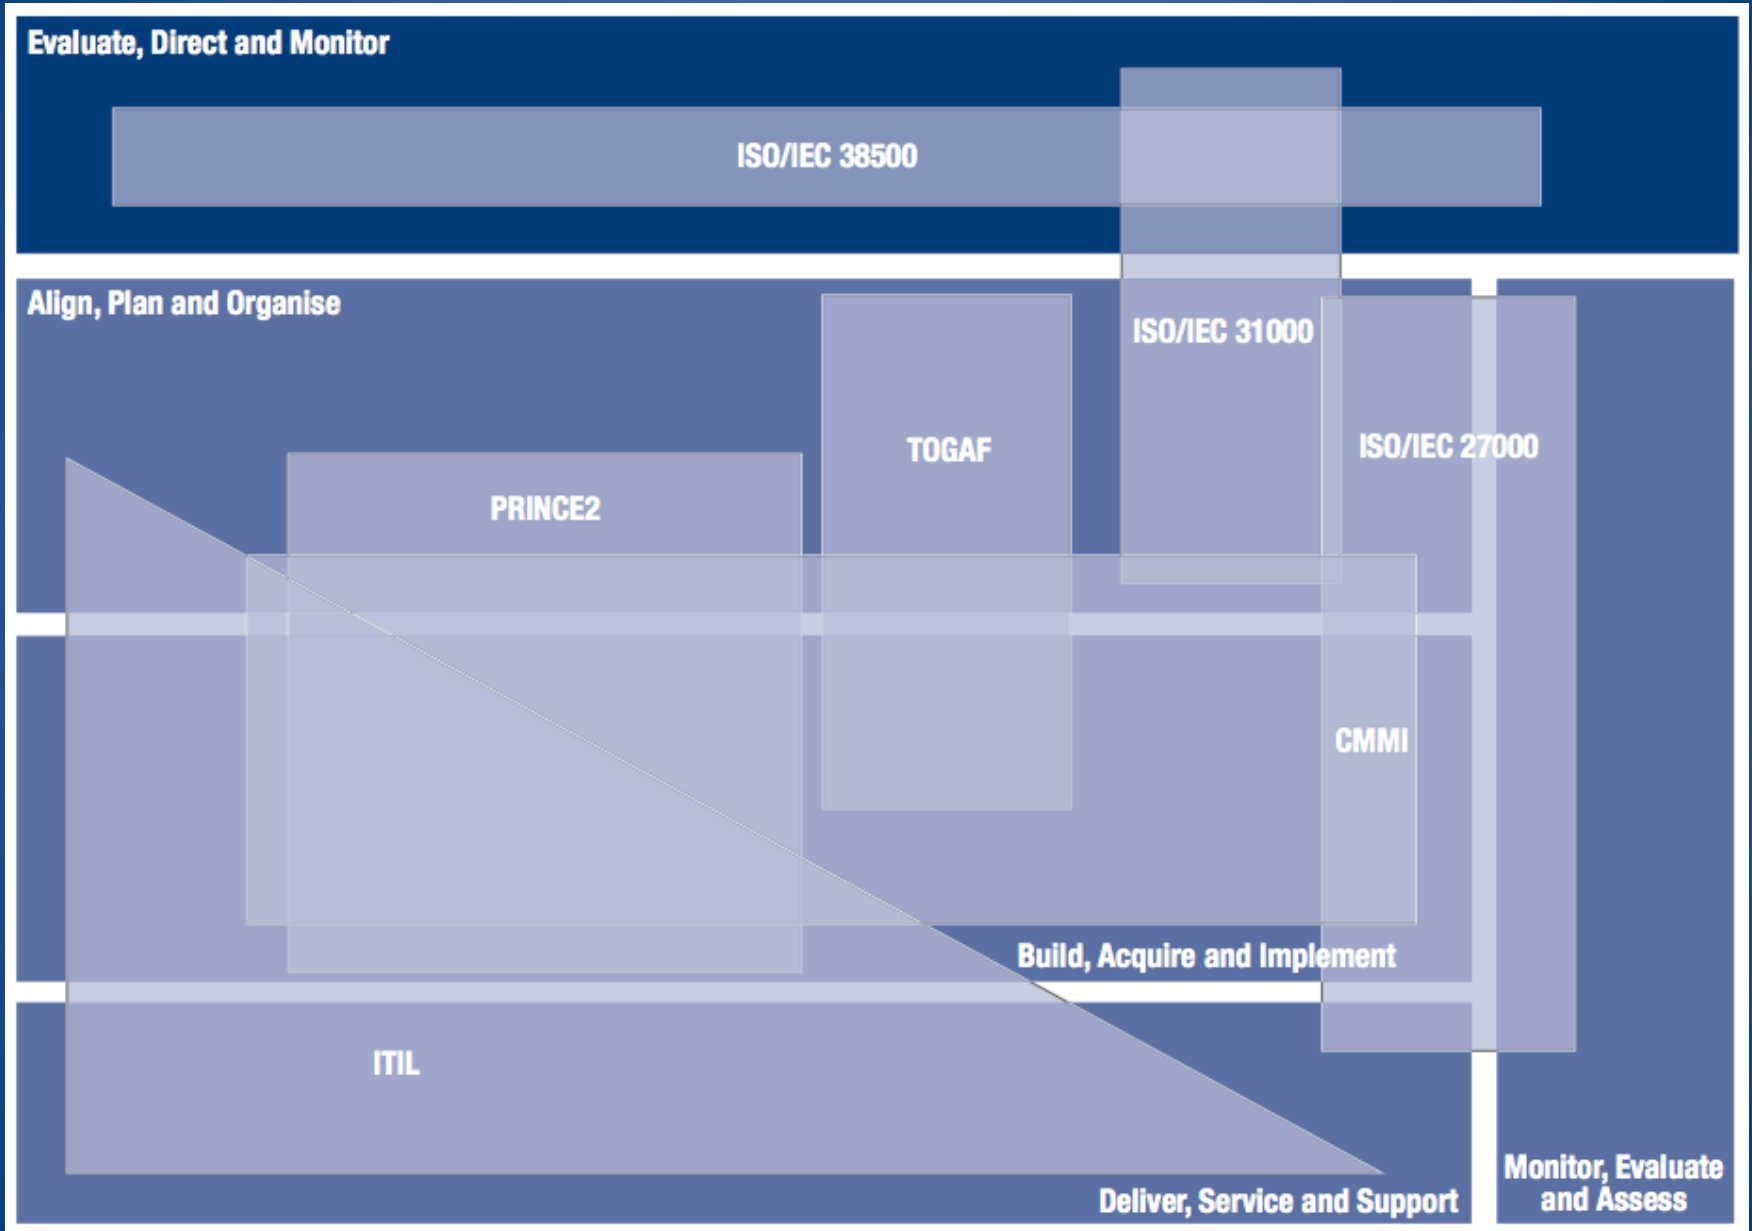 Evaluate, Direct and Monitor
ISO/IEC 38500
Align, Plan and Organise
ISO/IEC 31000
TOGAF
ISO/IEC 27000
PRINCE2
CMMI
Build, Acquire and Implement
ITIL
Deliver, Service and Support
Monitor, Evaluate
and Assess